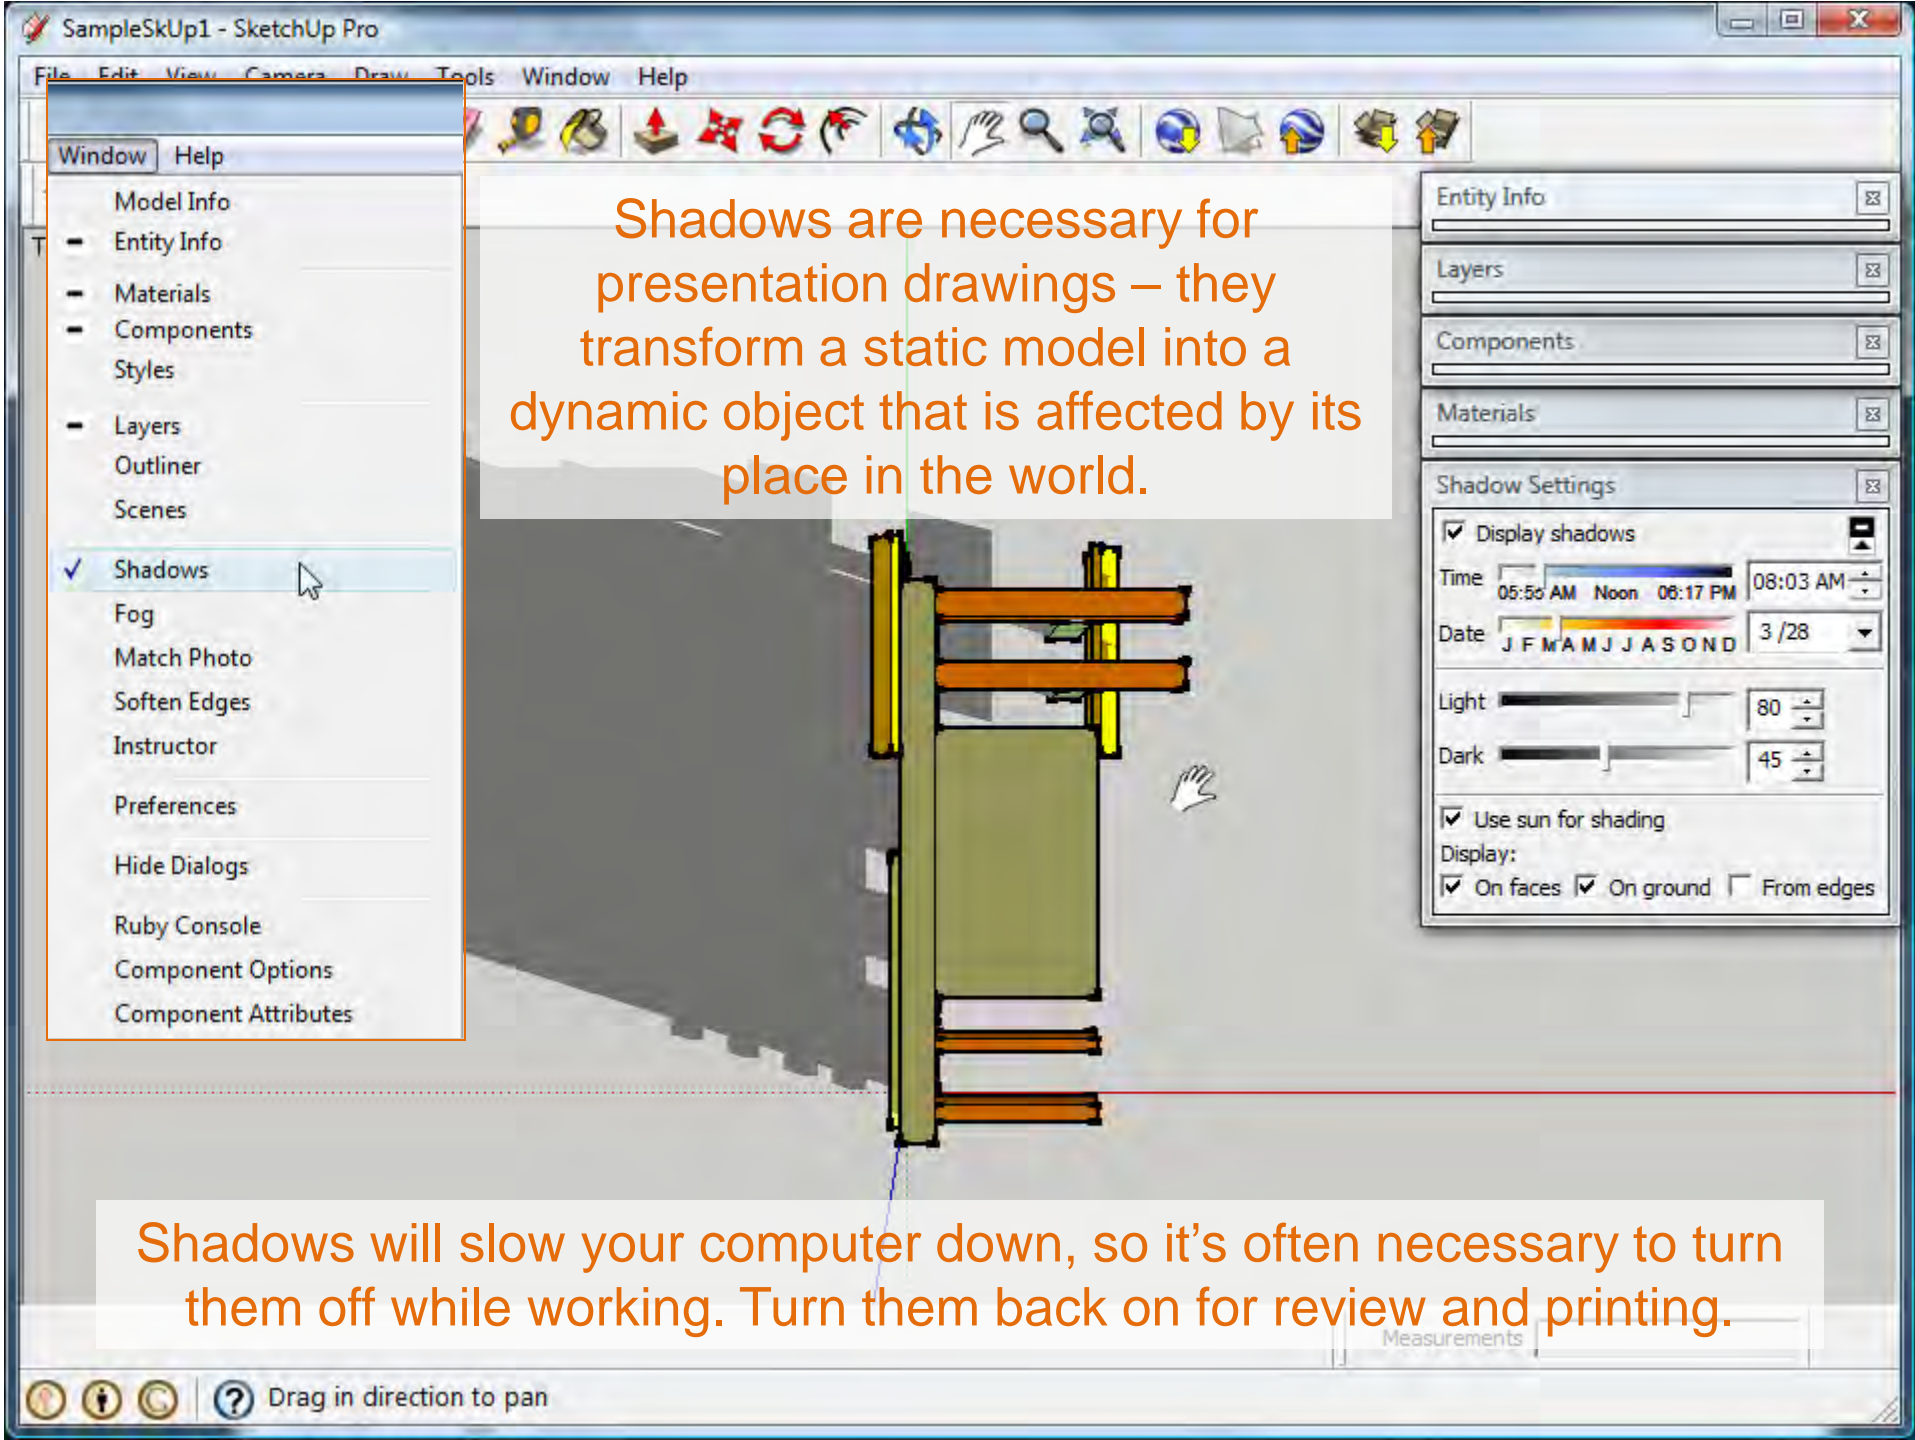 SampleSkUp1 - SketchUp Pro
File Edit View Camera Draw Tools Window Help
Window Help
Model Info
Entity Info
Materials
Components
Styles
Layers
Outliner
Scenes
Shadows
Fog
Match Photo
Soften Edges
Instructor
Preferences
Hide Dialogs
Ruby Console
Component Options
Component Attributes
Shadows are necessary for
presentation drawings – they
transform a static model into a
dynamic object that is affected by its
place in the world.
Entity Info
Layers
Components
Materials
Shadow Settings
Display shadows
Time 05:55 AM Noon 06:17 PM 08:03 AM
Date J F M A M J J A S O N D 3 /28
Light 80
Dark 45
Use sun for shading
Display:
On faces On ground From edges
Shadows will slow your computer down, so it's often necessary to turn
them off while working. Turn them back on for review and printing.
Measurements
Drag in direction to pan